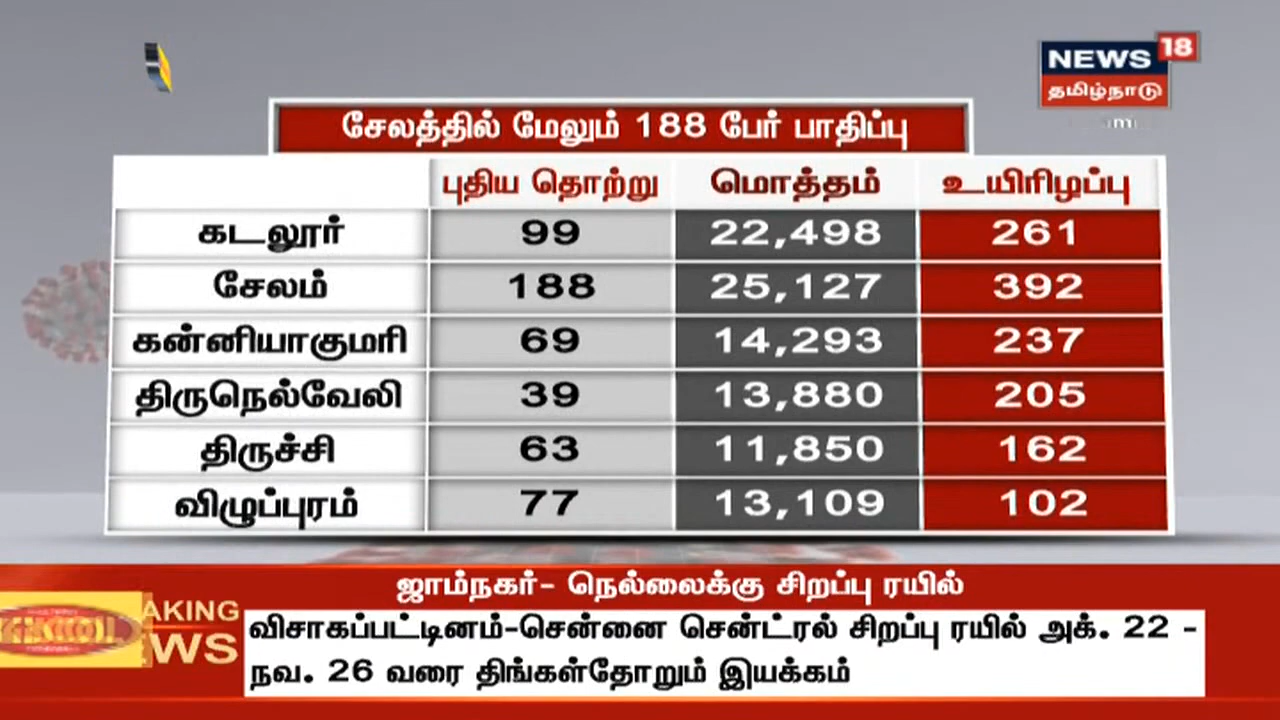 NEWS 18
தமிழ்நாடு
சேலத்தில் மேலும் 188 பேர் பாதிப்பு
புதிய தொற்று மொத்தம் உயிரிழப்பு
கடலூர் 99 22,498 261
சேலம் 188 25,127 392
கன்னியாகுமரி 69 14,293 237
திருநெல்வேலி 39 13,880 205
திருச்சி 63 11,850 162
விழுப்புரம் 77 13,109 102
ஜாம்நகர்- நெல்லைக்கு சிறப்பு ரயில்
AKING
EWS
விசாகப்பட்டினம்-சென்னை சென்ட்ரல் சிறப்பு ரயில் அக். 22 -
நவ. 26 வரை திங்கள்தோறும் இயக்கம்